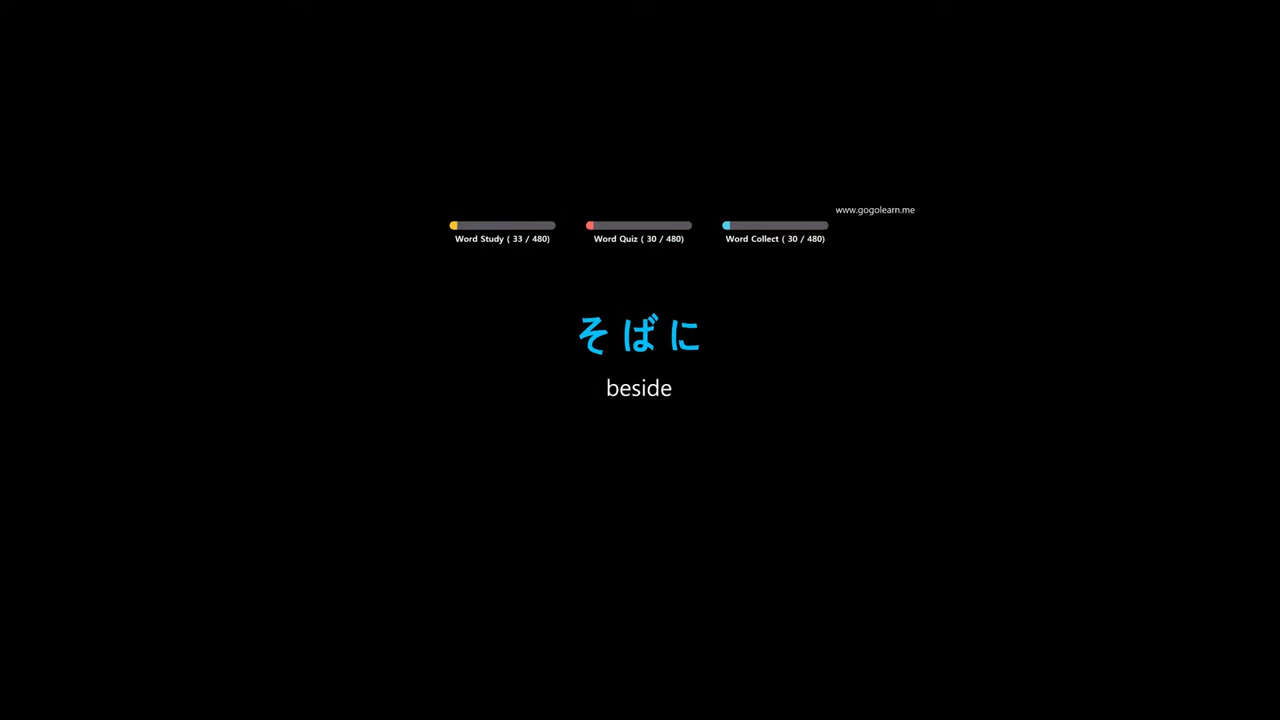 www.gogolearn.me
Word Study ( 33 / 480)
Word Quiz ( 30 / 480)
Word Collect ( 30 / 480)
そばに
beside